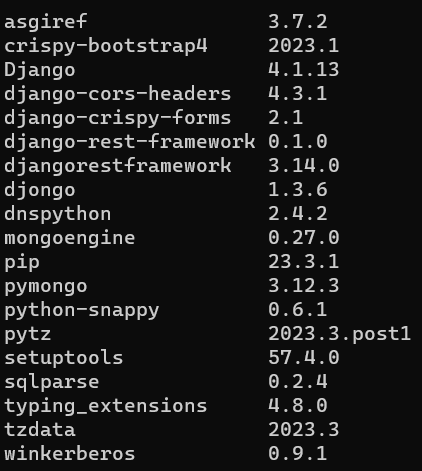 asgiref 3.7.2
crispy-bootstrap4 2023.1
Django 4.1.13
django-cors-headers 4.3.1
django-crispy-forms 2.1
django-rest-framework 0.1.0
djangorestframework 3.14.0
djongo 1.3.6
dnspython 2.4.2
mongoengine 0.27.0
pip 23.3.1
pymongo 3.12.3
python-snappy 0.6.1
pytz 2023.3.post1
setuptools 57.4.0
sqlparse 0.2.4
typing_extensions 4.8.0
tzdata 2023.3
winkerberos 0.9.1